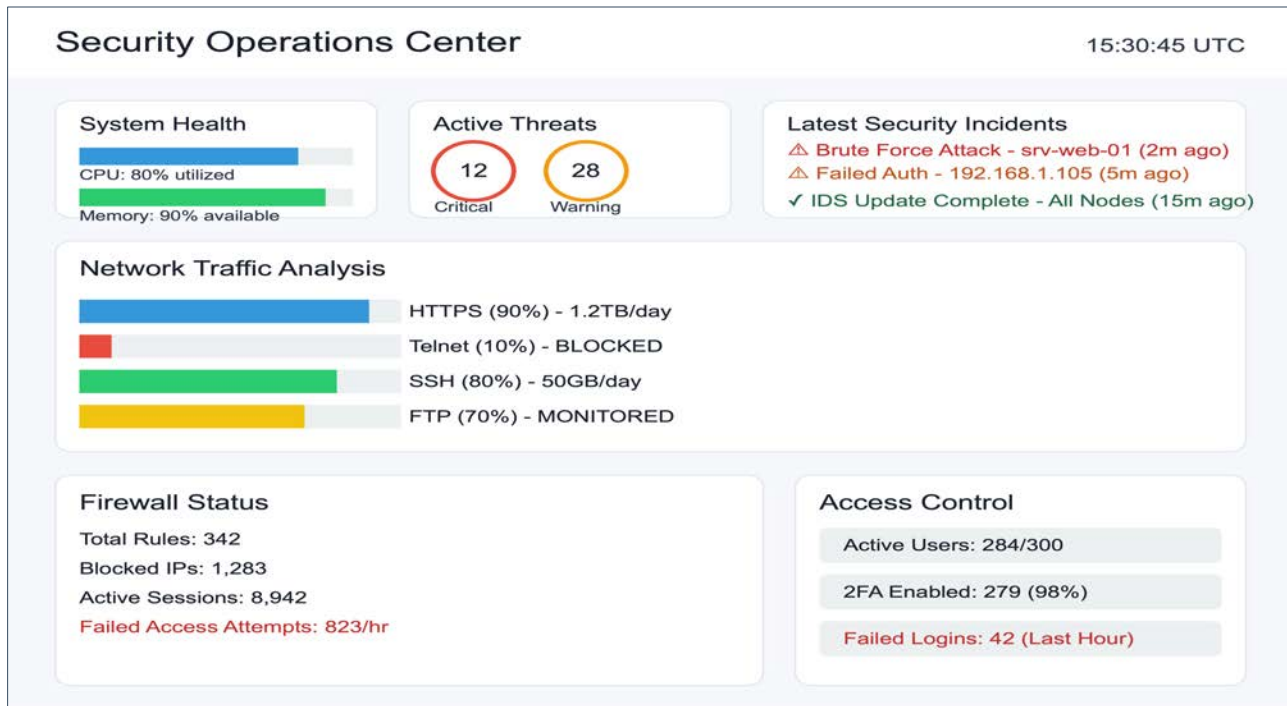 Security Operations Center
15:30:45 UTC
System Health
CPU: 80% utilized
Memory: 90% available
Active Threats
12
28
Critical
Warning
Latest Security Incidents
⚠ Brute Force Attack - srv-web-01 (2m ago)
⚠ Failed Auth - 192.168.1.105 (5m ago)
✓ IDS Update Complete - All Nodes (15m ago)
Network Traffic Analysis
HTTPS (90%) - 1.2TB/day
Telnet (10%) - BLOCKED
SSH (80%) - 50GB/day
FTP (70%) - MONITORED
Firewall Status
Total Rules: 342
Blocked IPs: 1,283
Active Sessions: 8,942
Failed Access Attempts: 823/hr
Access Control
Active Users: 284/300
2FA Enabled: 279 (98%)
Failed Logins: 42 (Last Hour)